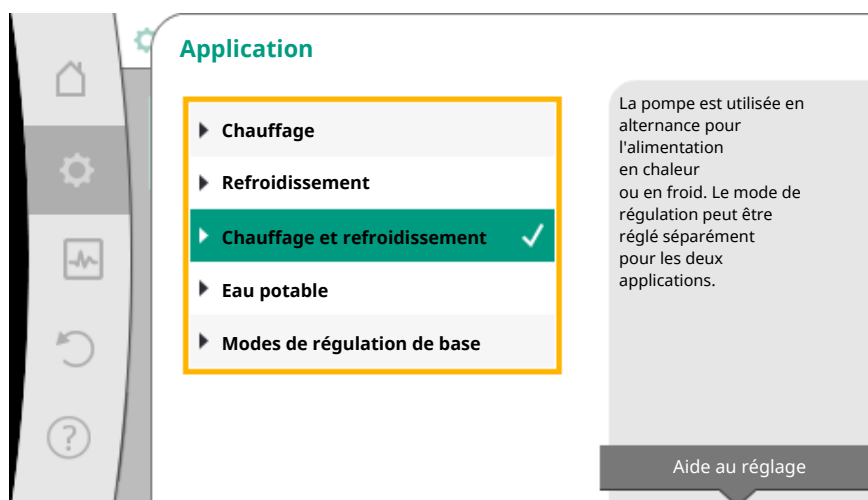 Application
Chauffage
Refroidissement
Chauffage et refroidissement
Eau potable
Modes de régulation de base
La pompe est utilisée en
alternance pour
l'alimentation
en chaleur
ou en froid. Le mode de
régulation peut être
réglé séparément
pour les deux
applications.
Aide au réglage
?